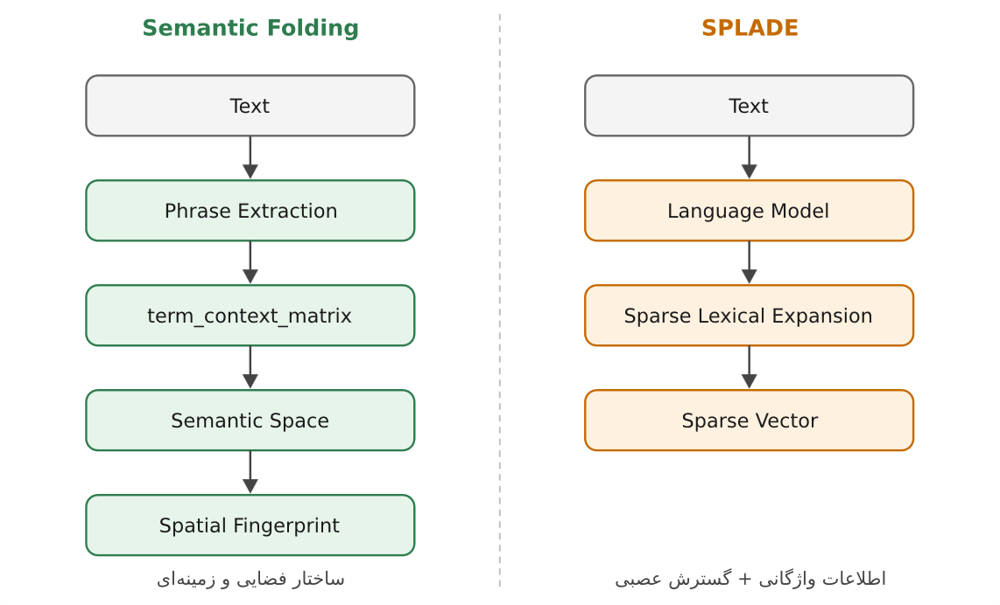 Semantic Folding
Text
Phrase Extraction
term_context_matrix
Semantic Space
Spatial Fingerprint
ساختار فضایی و زمینه‌ای
SPLADE
Text
Language Model
Sparse Lexical Expansion
Sparse Vector
اطلاعات واژگانی + گسترش عصبی